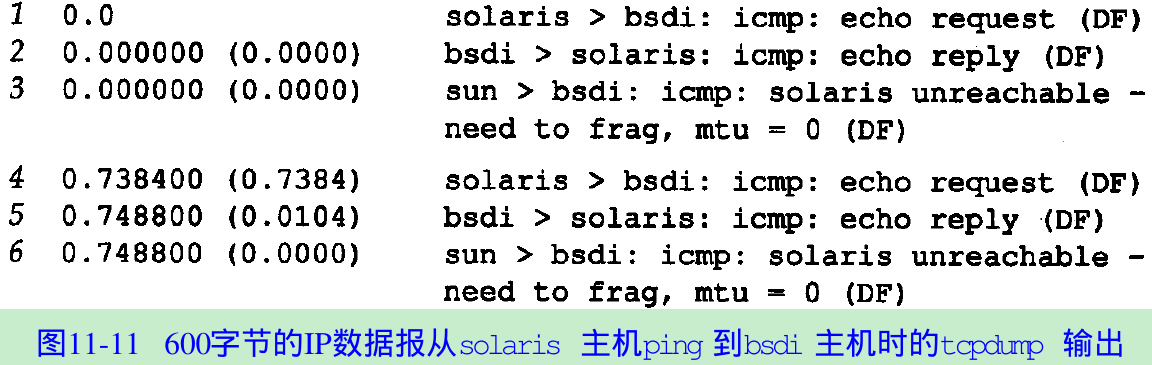 1 0.0 solaris > bsdi: icmp: echo request (DF)
2 0.000000 (0.0000) bsdi > solaris: icmp: echo reply (DF)
3 0.000000 (0.0000) sun > bsdi: icmp: solaris unreachable -
need to frag, mtu = 0 (DF)
4 0.738400 (0.7384) solaris > bsdi: icmp: echo request (DF)
5 0.748800 (0.0104) bsdi > solaris: icmp: echo reply (DF)
6 0.748800 (0.0000) sun > bsdi: icmp: solaris unreachable -
need to frag, mtu = 0 (DF)
图11-11 600字节的IP数据报从solaris 主机ping 到bsdi 主机时的tcpdump 输出